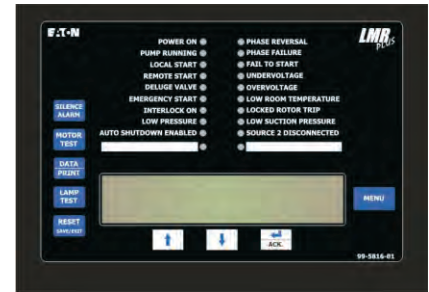 EATON
LMR
PLUS
POWER ON
PUMP RUNNING
LOCAL START
REMOTE START
DELUGE VALVE
EMERGENCY START
INTERLOCK ON
LOW PRESSURE
AUTO SHUTDOWN ENABLED
PHASE REVERSAL
PHASE FAILURE
FAIL TO START
UNDERVOLTAGE
OVERVOLTAGE
LOW ROOM TEMPERATURE
LOCKED ROTOR TRIP
LOW SUCTION PRESSURE
SOURCE 2 DISCONNECTED
SILENCE
ALARM
MOTOR
TEST
DATA
PRINT
LAMP
TEST
RESET
SAVE/EXIT
MENU
ACK.
99-5816-01